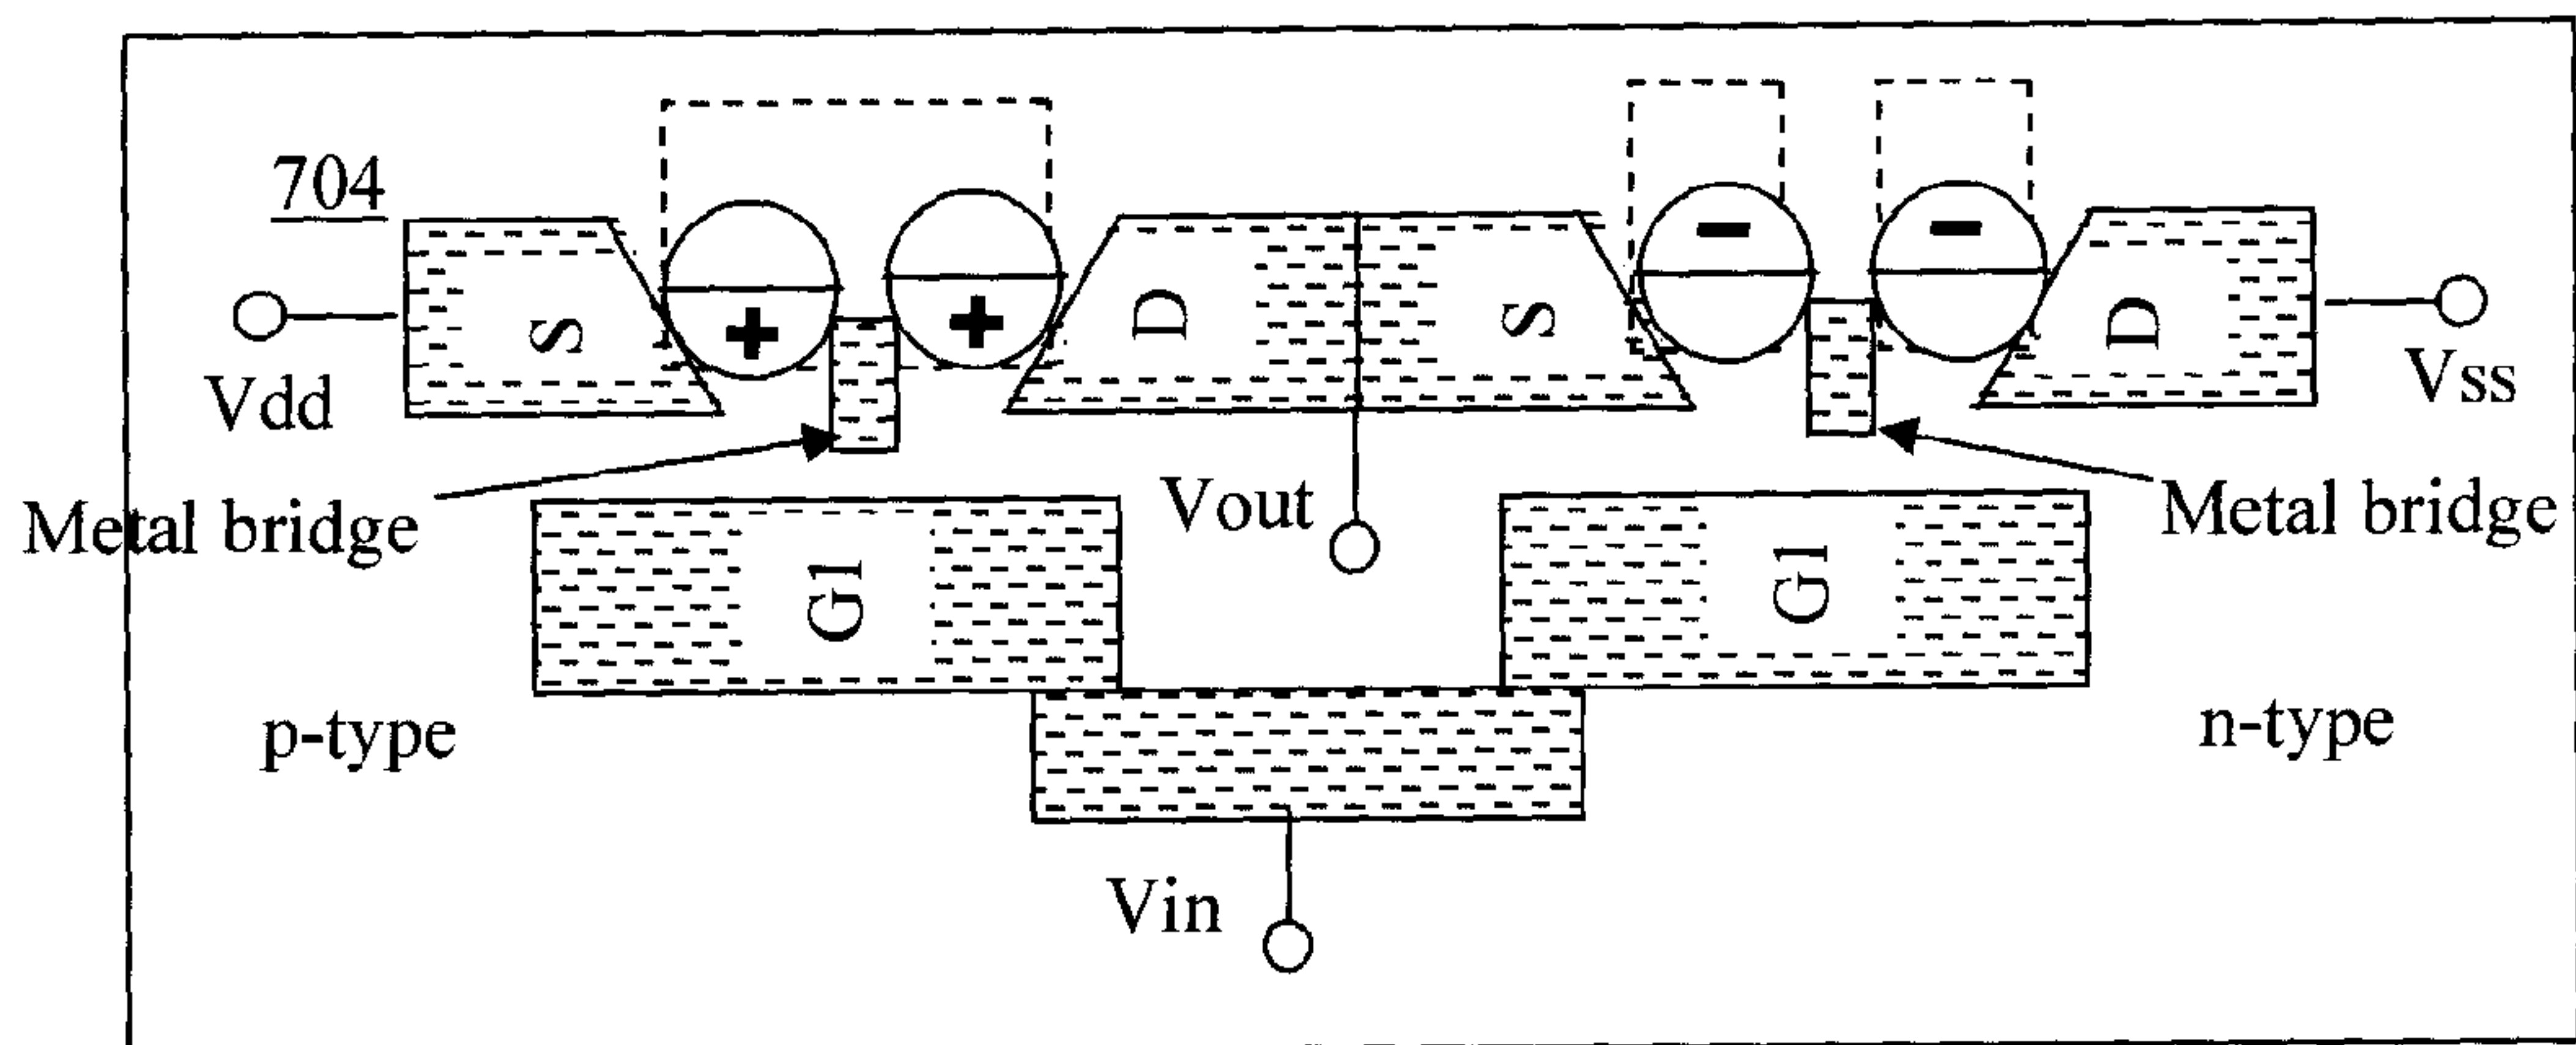 704
+
+
-
-
S
D
S
D
Vdd
Vss
Metal bridge
Vout
Metal bridge
G1
G1
p-type
n-type
Vin